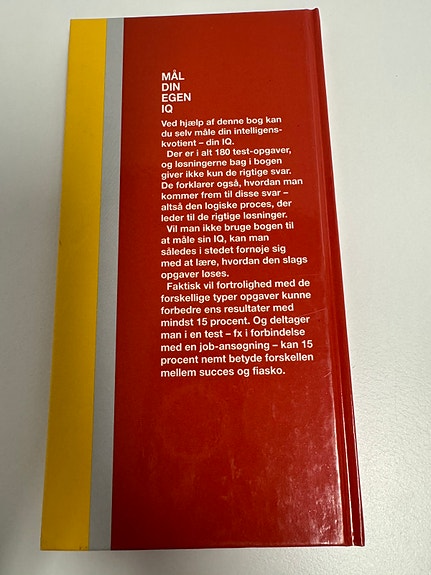 MÅL
DIN
EGEN
IQ
Ved hjælp af denne bog kan
du selv måle din intelligens-
kvotient – din IQ.
Der er i alt 180 test-opgaver,
og løsningerne bag i bogen
giver ikke kun de rigtige svar.
De forklarer også, hvordan man
kommer frem til disse svar –
altså den logiske proces, der
leder til de rigtige løsninger.
Vil man ikke bruge bogen til
at måle sin IQ, kan man
således i stedet fornøje sig
med at lære, hvordan den slags
opgaver løses.
Faktisk vil fortrolighed med de
forskellige typer opgaver kunne
forbedre ens resultater med
mindst 15 procent. Og deltager
man i en test – fx i forbindelse
med en job-ansøgning – kan 15
procent nemt betyde forskellen
mellem succes og fiasko.